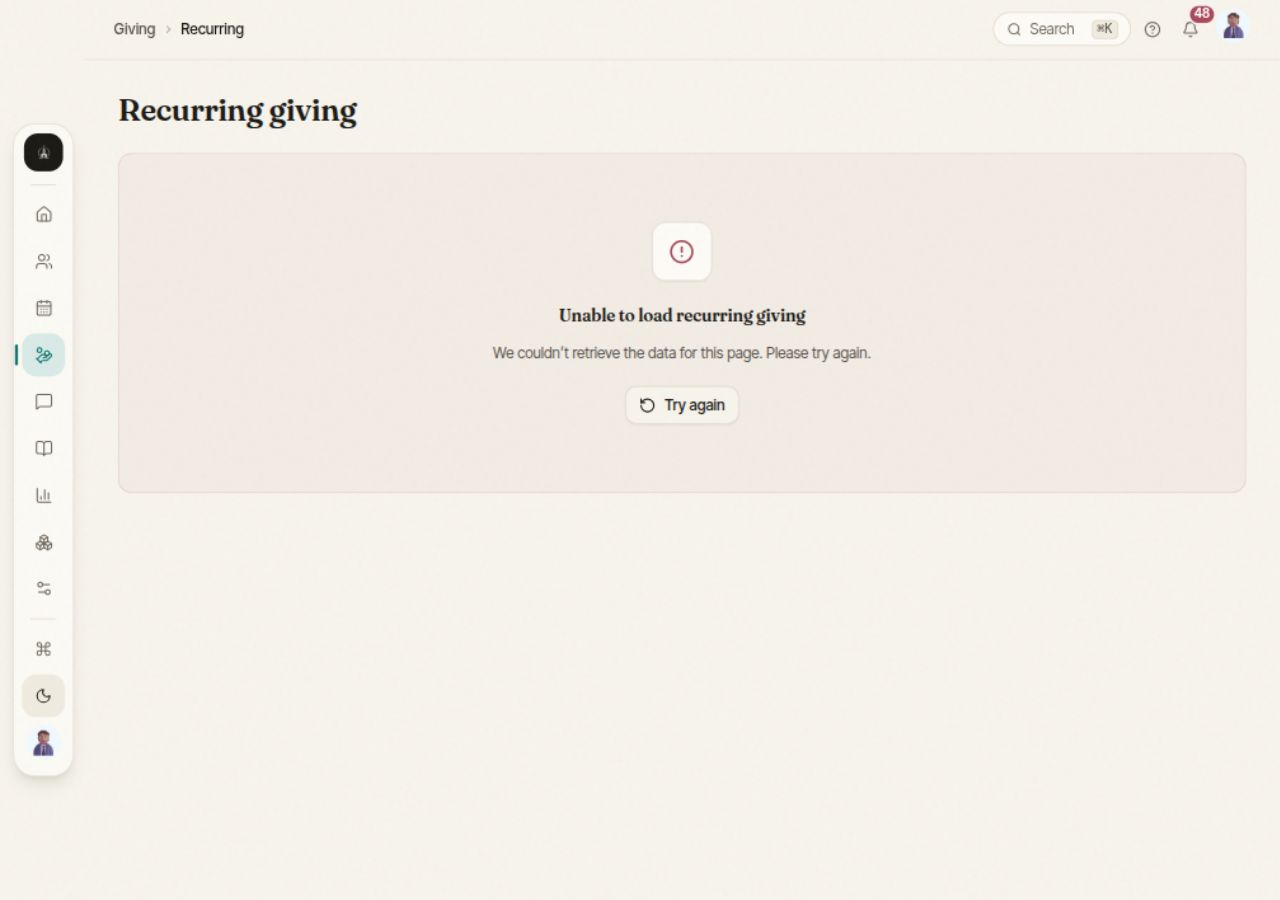 Giving › Recurring
Search ⌘K
48
Recurring giving
Unable to load recurring giving
We couldn't retrieve the data for this page. Please try again.
Try again